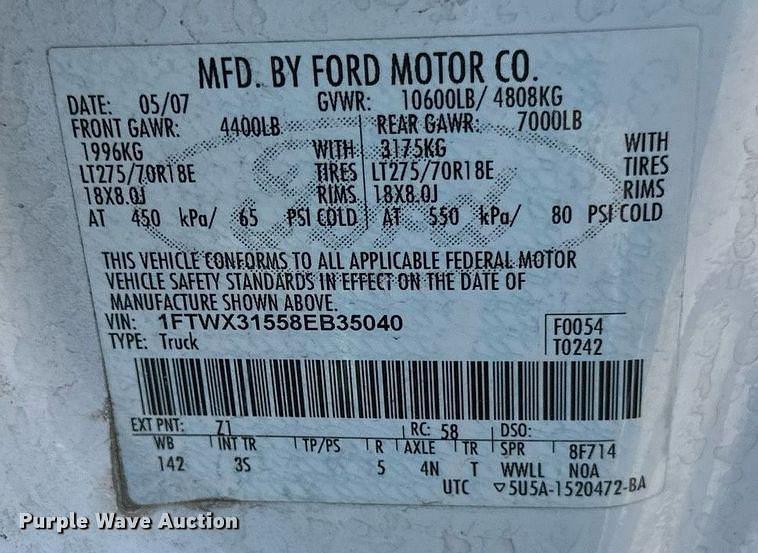 MFD. BY FORD MOTOR CO.
DATE: 05/07 GVWR: 10600LB/ 4808KG
FRONT GAWR: 4400LB REAR GAWR: 7000LB
1996KG WITH 3175KG WITH
LT275/70R18E TIRES LT275/70R18E TIRES
18X8.0J RIMS 18X8.0J RIMS
AT 450 kPa/ 65 PSI COLD AT 550 kPa/ 80 PSI COLD
THIS VEHICLE CONFORMS TO ALL APPLICABLE FEDERAL MOTOR
VEHICLE SAFETY STANDARDS IN EFFECT ON THE DATE OF
MANUFACTURE SHOWN ABOVE.
VIN: 1FTWX31558EB35040 F0054
TYPE: Truck T0242
EXT PNT: Z1 RC: 58 DSO:
WB INT TR TP/PS R AXLE TR SPR 8F714
142 3S 5 4N T WWLL NOA
UTC ▽5U5A-1520472-BA
Purple Wave Auction